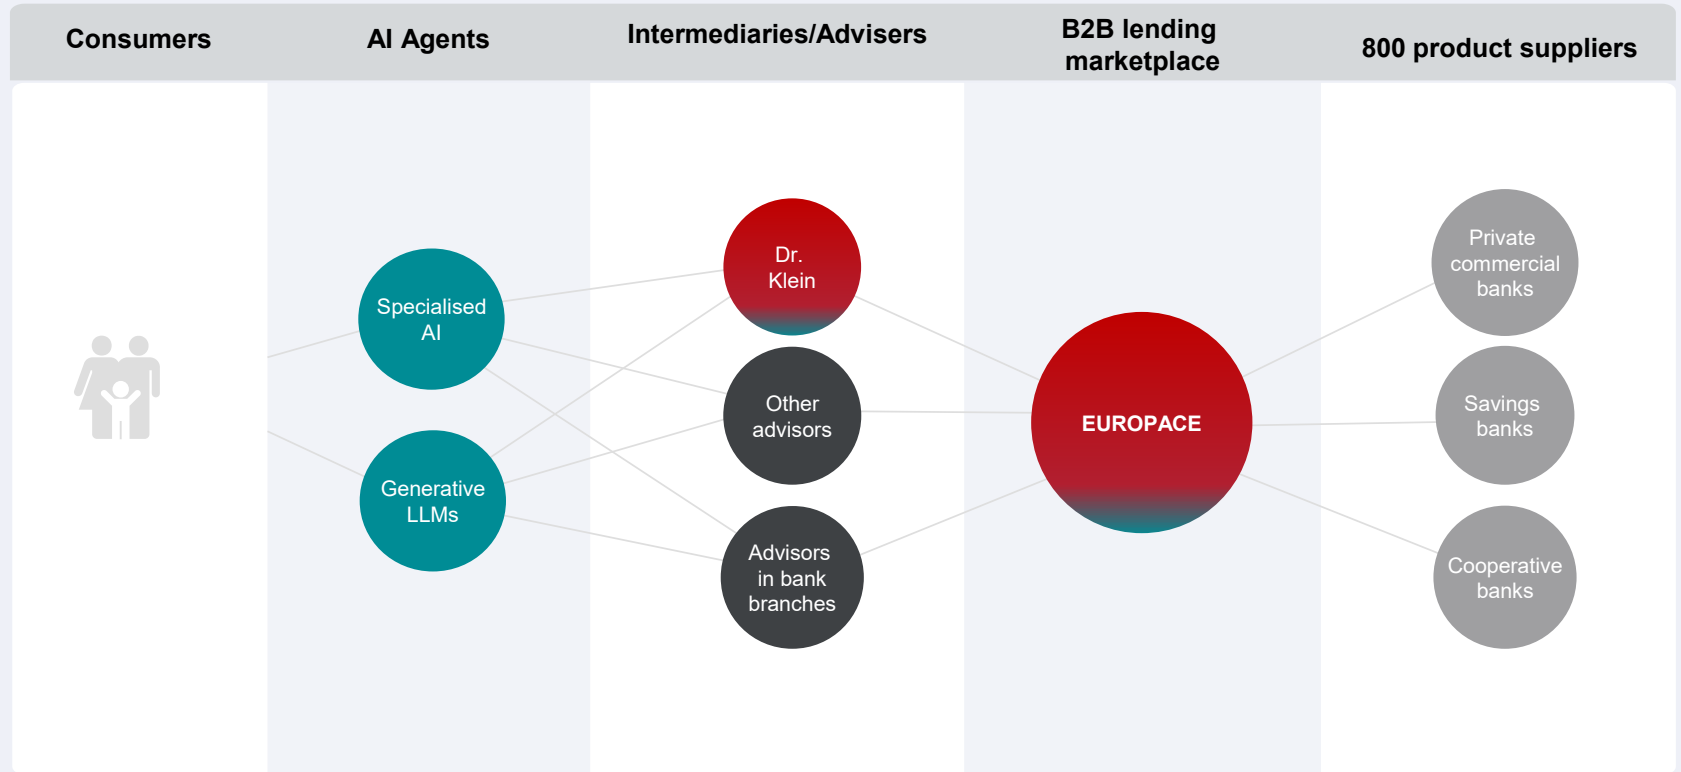 Consumers
AI Agents
Intermediaries/Advisers
B2B lending
marketplace
800 product suppliers
Specialised
AI
Generative
LLMs
Dr.
Klein
Other
advisors
Advisors
in bank
branches
EUROPACE
Private
commercial
banks
Savings
banks
Cooperative
banks